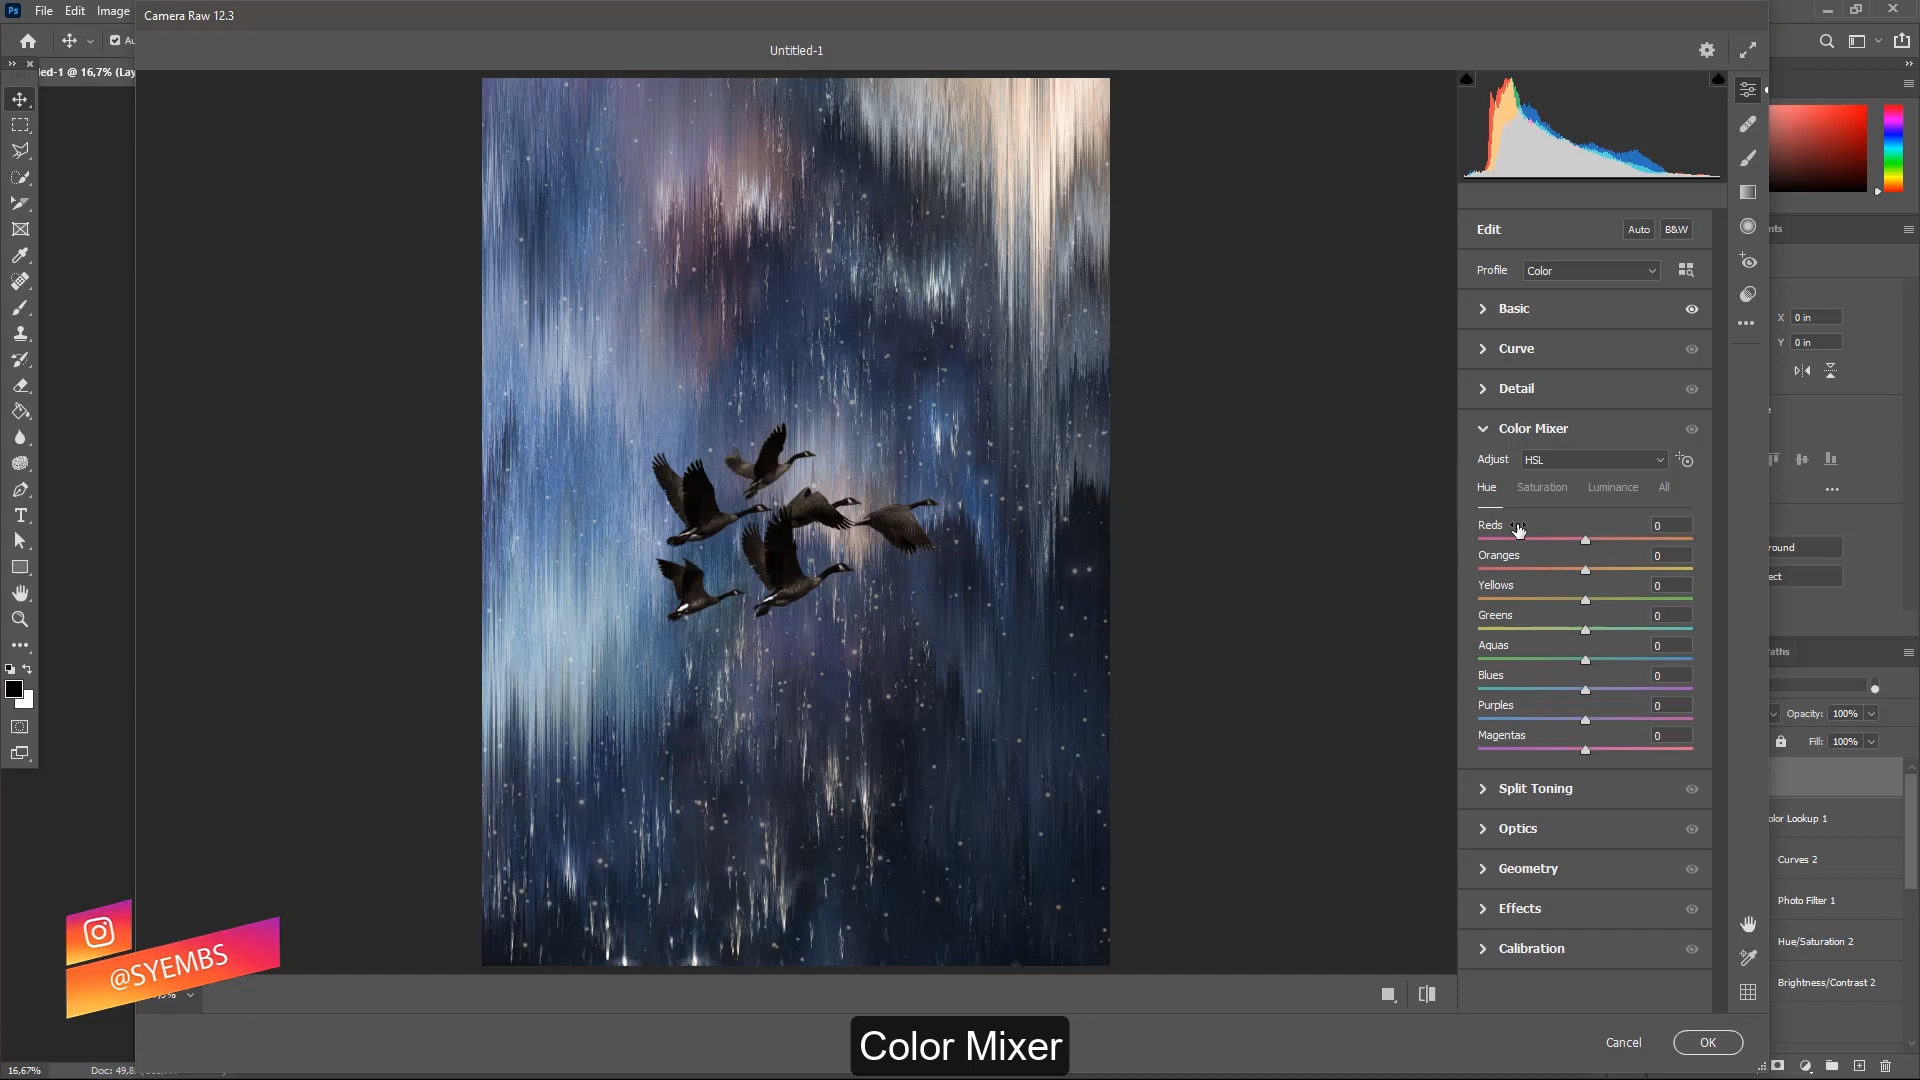 Ps File Edit Image
Camera Raw 12.3
Untitled-1
led-1 @ 16,7% (Lay
Edit
Auto
B&W
Profile
Color
Basic
Curve
Detail
Color Mixer
Adjust
HSL
Hue Saturation Luminance All
Reds 0
Oranges 0
Yellows 0
Greens 0
Aquas 0
Blues 0
Purples 0
Magentas 0
Split Toning
Optics
Geometry
Effects
Calibration
Cancel
OK
X 0 in
Y 0 in
Opacity: 100%
Fill: 100%
Curves 2
Photo Filter 1
Hue/Saturation 2
Brightness/Contrast 2
@SYEMBS
16,67%
Color Mixer